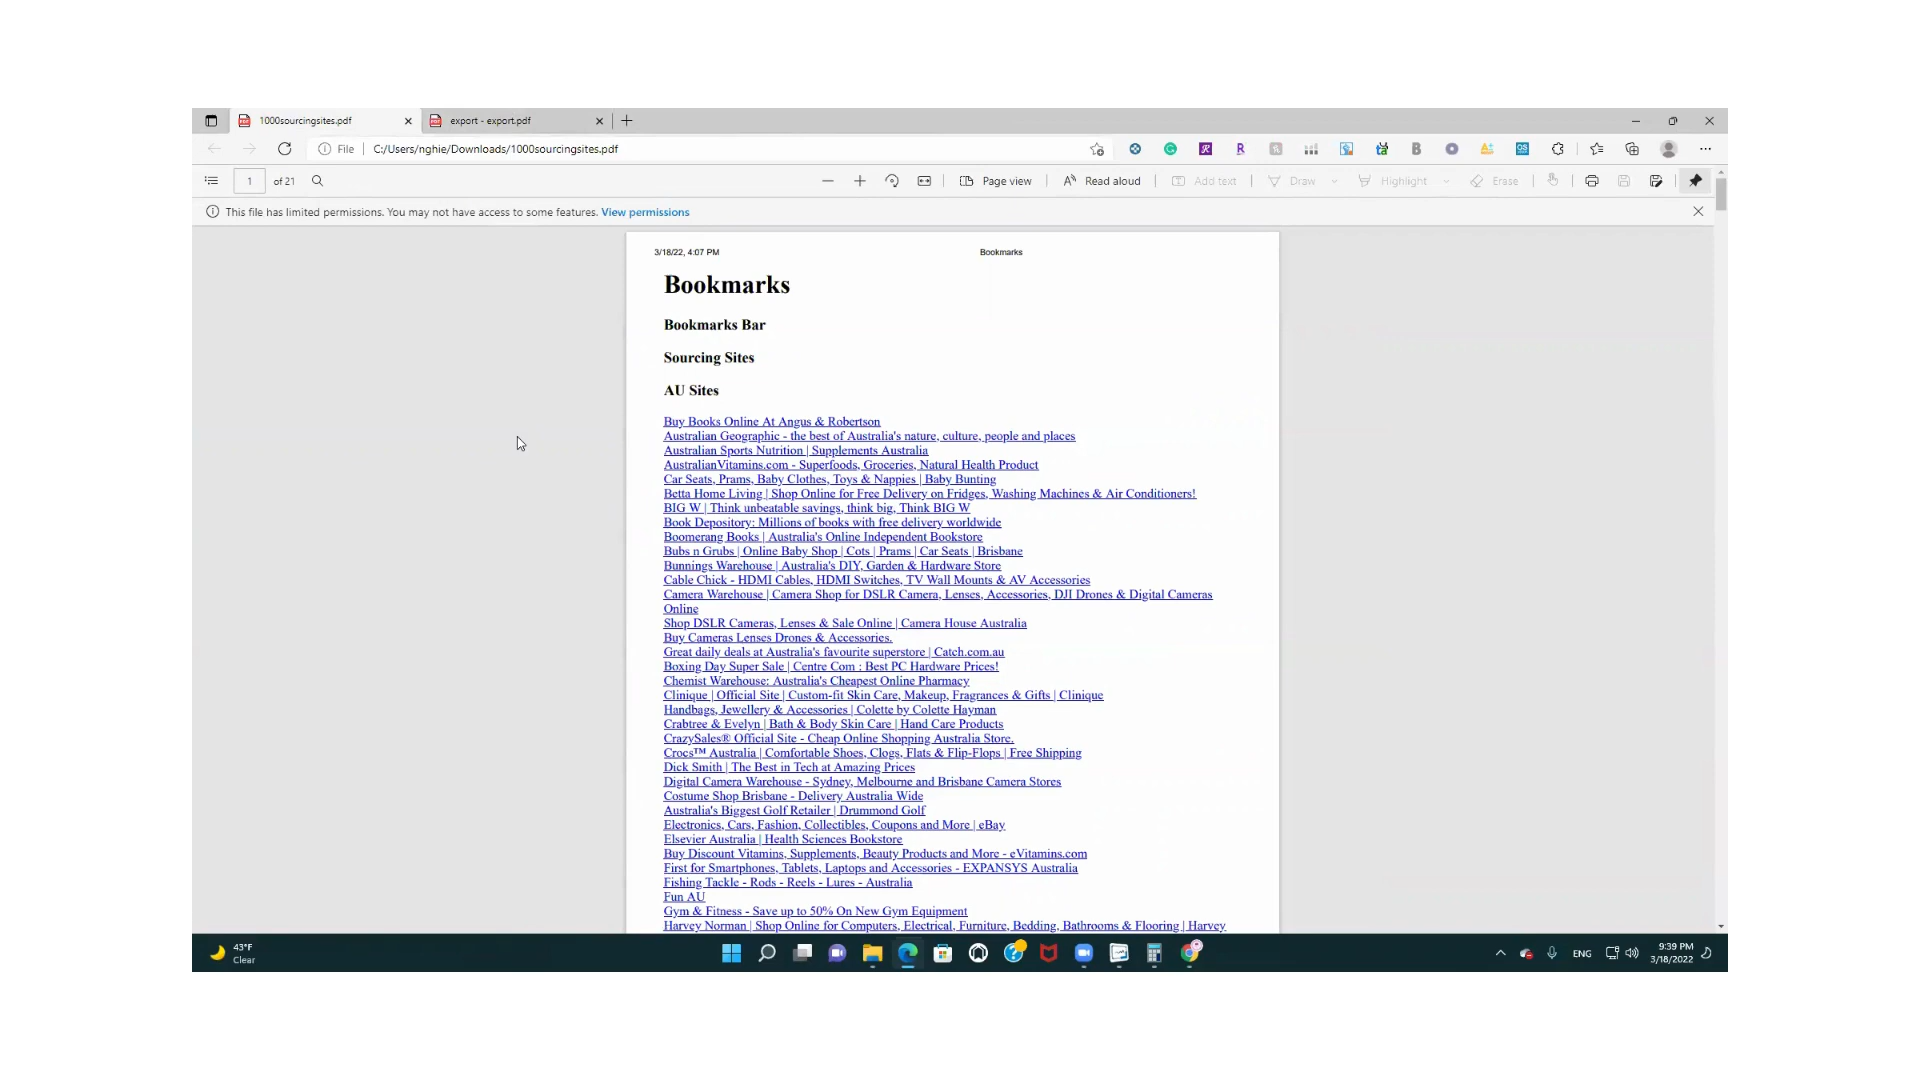 1000sourcingsites.pdf
export - export.pdf
File
C:/Users/nghie/Downloads/1000sourcingsites.pdf
1 of 21
Page view
Read aloud
Add text
Draw
Highlight
Erase
This file has limited permissions. You may not have access to some features. View permissions
3/18/22, 4:07 PM
Bookmarks
Bookmarks
Bookmarks Bar
Sourcing Sites
AU Sites
Buy Books Online At Angus & Robertson
Australian Geographic - the best of Australia's nature, culture, people and places
Australian Sports Nutrition | Supplements Australia
AustralianVitamins.com - Superfoods, Groceries, Natural Health Product
Car Seats, Prams, Baby Clothes, Toys & Nappies | Baby Bunting
Betta Home Living | Shop Online for Free Delivery on Fridges, Washing Machines & Air Conditioners!
BIG W | Think unbeatable savings, think big, Think BIG W
Book Depository: Millions of books with free delivery worldwide
Boomerang Books | Australia's Online Independent Bookstore
Bubs n Grubs | Online Baby Shop | Cots | Prams | Car Seats | Brisbane
Bunnings Warehouse | Australia's DIY, Garden & Hardware Store
Cable Chick - HDMI Cables, HDMI Switches, TV Wall Mounts & AV Accessories
Camera Warehouse | Camera Shop for DSLR Camera, Lenses, Accessories, DJI Drones & Digital Cameras
Online
Shop DSLR Cameras, Lenses & Sale Online | Camera House Australia
Buy Cameras Lenses Drones & Accessories.
Great daily deals at Australia's favourite superstore | Catch.com.au
Boxing Day Super Sale | Centre Com : Best PC Hardware Prices!
Chemist Warehouse: Australia's Cheapest Online Pharmacy
Clinique | Official Site | Custom-fit Skin Care, Makeup, Fragrances & Gifts | Clinique
Handbags, Jewellery & Accessories | Colette by Colette Hayman
Crabtree & Evelyn | Bath & Body Skin Care | Hand Care Products
CrazySales® Official Site - Cheap Online Shopping Australia Store.
Crocs™ Australia | Comfortable Shoes, Clogs, Flats & Flip-Flops | Free Shipping
Dick Smith | The Best in Tech at Amazing Prices
Digital Camera Warehouse - Sydney, Melbourne and Brisbane Camera Stores
Costume Shop Brisbane - Delivery Australia Wide
Australia's Biggest Golf Retailer | Drummond Golf
Electronics, Cars, Fashion, Collectibles, Coupons and More | eBay
Elsevier Australia | Health Sciences Bookstore
Buy Discount Vitamins, Supplements, Beauty Products and More - eVitamins.com
First for Smartphones, Tablets, Laptops and Accessories - EXPANSYS Australia
Fishing Tackle - Rods - Reels - Lures - Australia
Fun AU
Gym & Fitness - Save up to 50% On New Gym Equipment
Harvey Norman | Shop Online for Computers, Electrical, Furniture, Bedding, Bathrooms & Flooring | Harvey
43°F
Clear
ENG
9:39 PM
3/18/2022